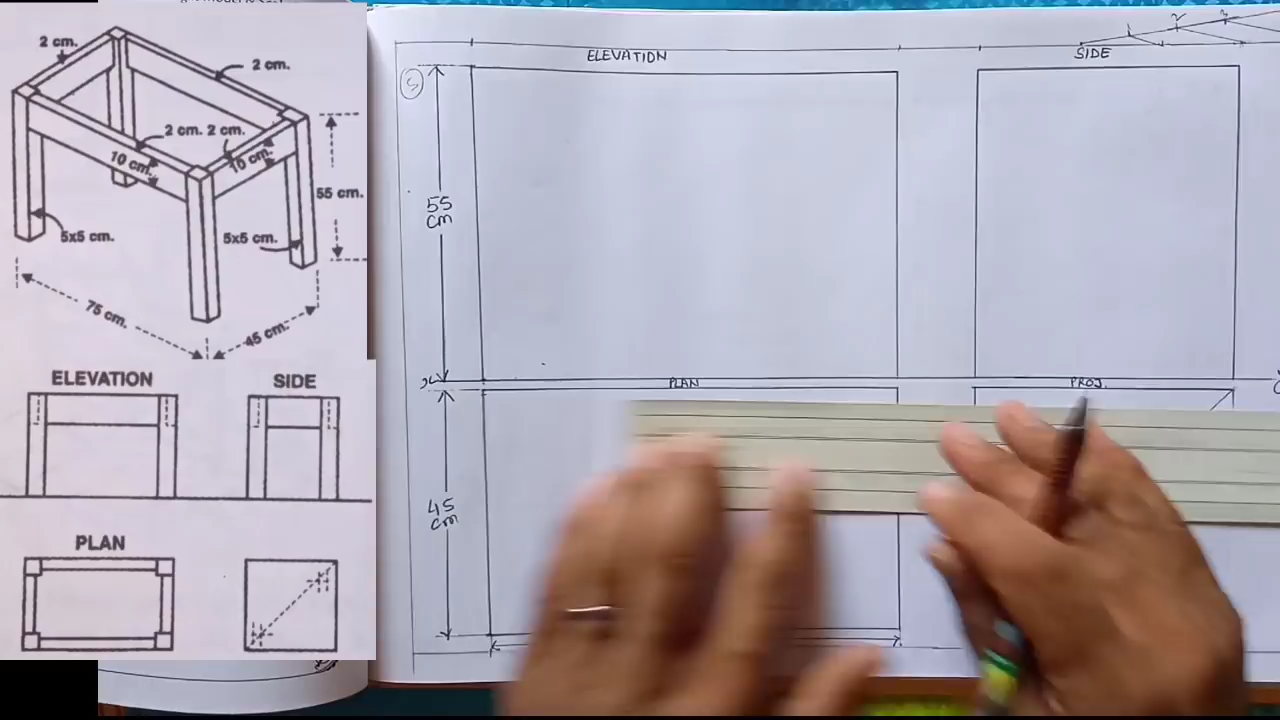 2 cm.
2 cm.
2 cm. 2 cm.
10 cm.
10 cm.
55 cm.
5x5 cm.
5x5 cm.
75 cm.
45 cm.
ELEVATION
SIDE
PLAN
ELEVATION
SIDE
55
cm
PLAN
PROJ.
45
cm